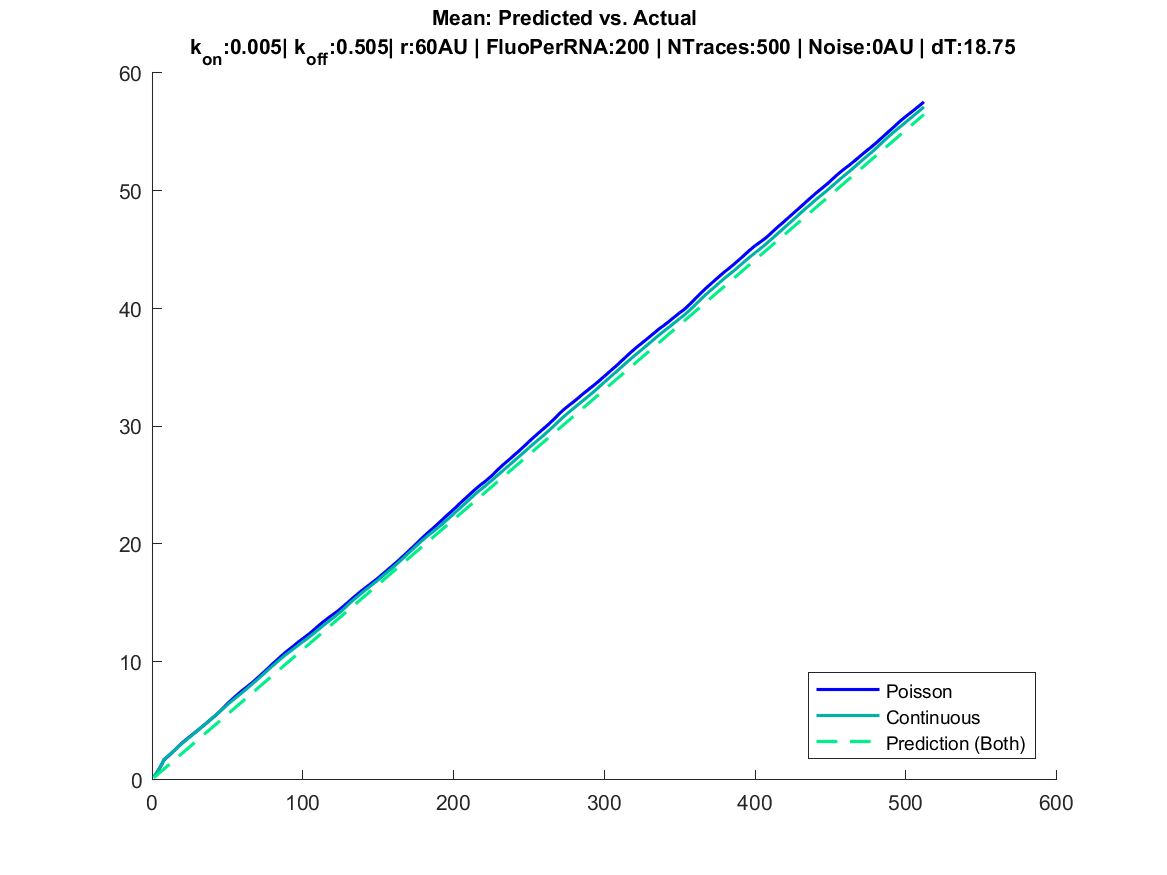 Mean: Predicted vs. Actual
kon:0.005| koff:0.505| r:60AU | FluoPerRNA:200 | NTraces:500 | Noise:0AU | dT:18.75
60
50
40
30
20
10
0
0 100 200 300 400 500 600
Poisson
Continuous
Prediction (Both)